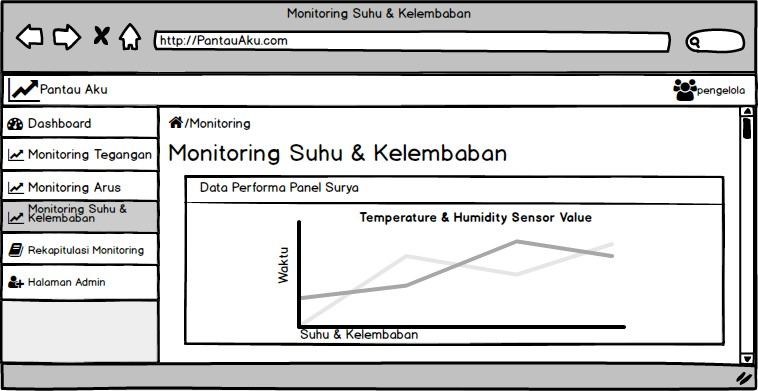 Monitoring Suhu & Kelembaban
http://PantauAku.com
Pantau Aku
pengelola
Dashboard
Monitoring Tegangan
Monitoring Arus
Monitoring Suhu &
Kelembaban
Rekapitulasi Monitoring
Halaman Admin
/Monitoring
Monitoring Suhu & Kelembaban
Data Performa Panel Surya
Temperature & Humidity Sensor Value
Waktu
Suhu & Kelembaban